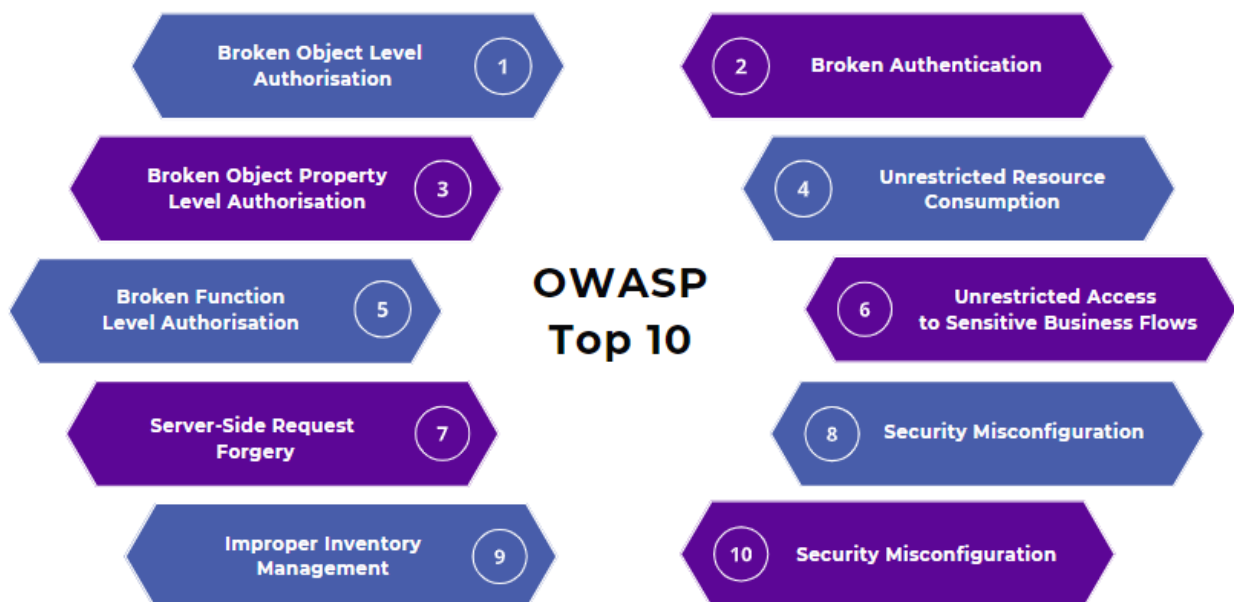 Broken Object Level
Authorisation
1
2
Broken Authentication
Broken Object Property
Level Authorisation
3
4
Unrestricted Resource
Consumption
Broken Function
Level Authorisation
5
OWASP
Top 10
6
Unrestricted Access
to Sensitive Business Flows
Server-Side Request
Forgery
7
8
Security Misconfiguration
Improper Inventory
Management
9
10
Security Misconfiguration